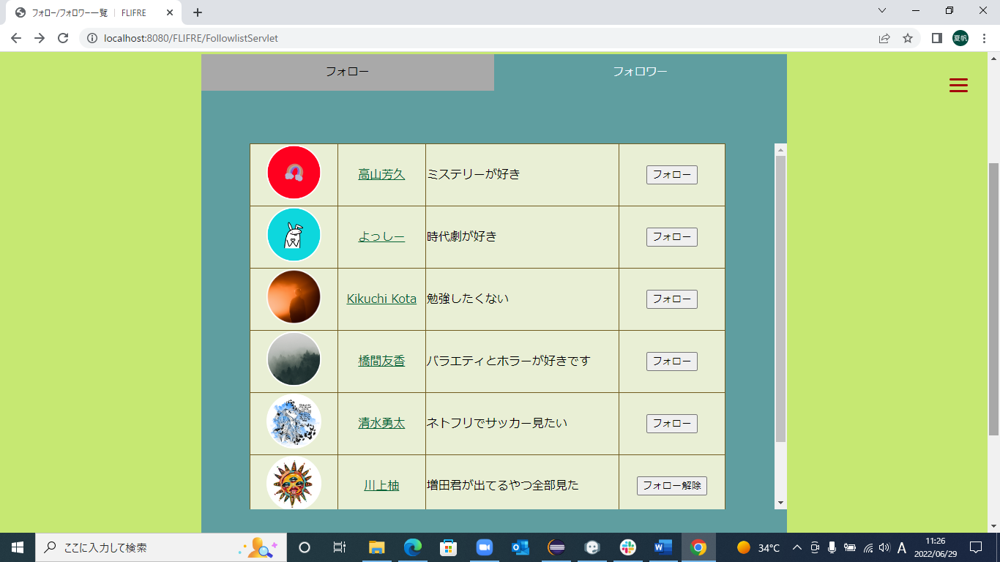 フォロー/フォロワー一覧 | FLIFRE
localhost:8080/FLIFRE/FollowlistServlet
夏帆
フォロー フォロワー
高山芳久 ミステリーが好き フォロー
よっしー 時代劇が好き フォロー
Kikuchi Kota 勉強したくない フォロー
橋間友香 バラエティとホラーが好きです フォロー
清水勇太 ネトフリでサッカー見たい フォロー
川上柚 増田君が出てるやつ全部見た フォロー解除
ここに入力して検索
34°C
A
11:26
2022/06/29